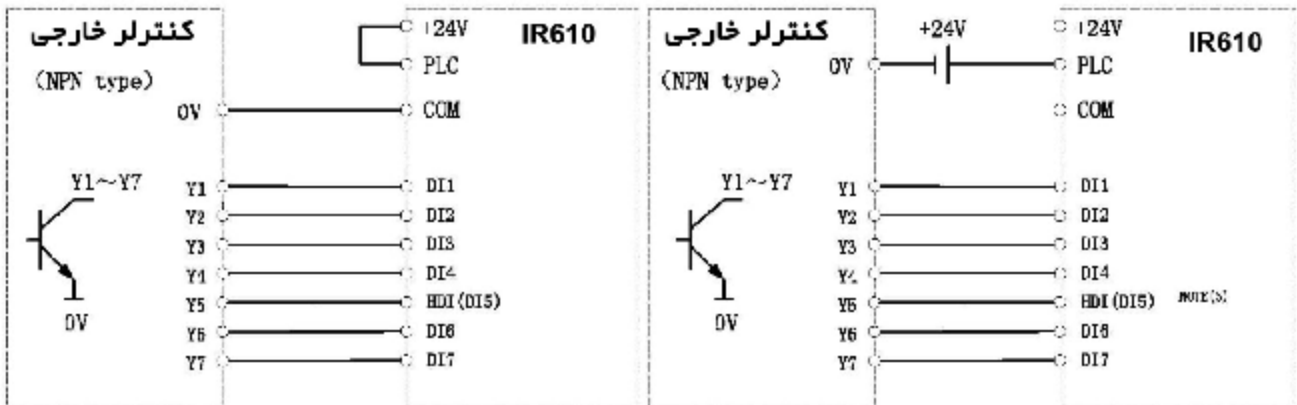 کنترلر خارجی
(NPN type)
0V
Y1~Y7
0V
Y1
Y2
Y3
Y4
Y5
Y6
Y7
+24V
PLC
COM
IR610
DI1
DI2
DI3
DI4
HDI(DI5)
DI6
DI7
کنترلر خارجی
(NPN type)
0V
+24V
Y1~Y7
0V
Y1
Y2
Y3
Y4
Y5
Y6
Y7
+24V
PLC
COM
IR610
DI1
DI2
DI3
DI4
HDI(DI5)
NOTE(5)
DI6
DI7